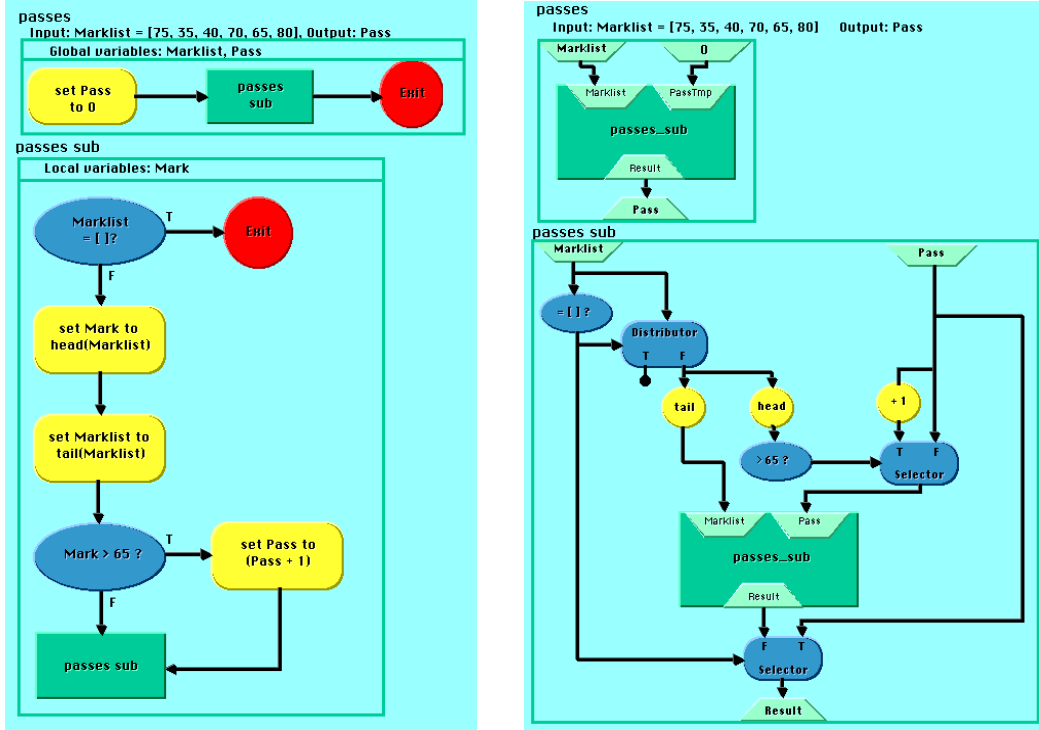 passes
Input: Marklist = [75, 35, 40, 70, 65, 80], Output: Pass
Global variables: Marklist, Pass
set Pass
to 0
passes
sub
Exit
passes sub
Local variables: Mark
Marklist
= [ ]?
T
Exit
F
set Mark to
head(Marklist)
set Marklist to
tail(Marklist)
Mark > 65 ?
T
set Pass to
(Pass + 1)
F
passes sub
passes
Input: Marklist = [75, 35, 40, 70, 65, 80] Output: Pass
Marklist
0
Marklist
PassTmp
passes_sub
Result
Pass
passes sub
Marklist
Pass
= [ ] ?
Distributor
T F
tail
head
+ 1
> 65 ?
T F
Selector
Marklist
Pass
passes_sub
Result
F T
Selector
Result